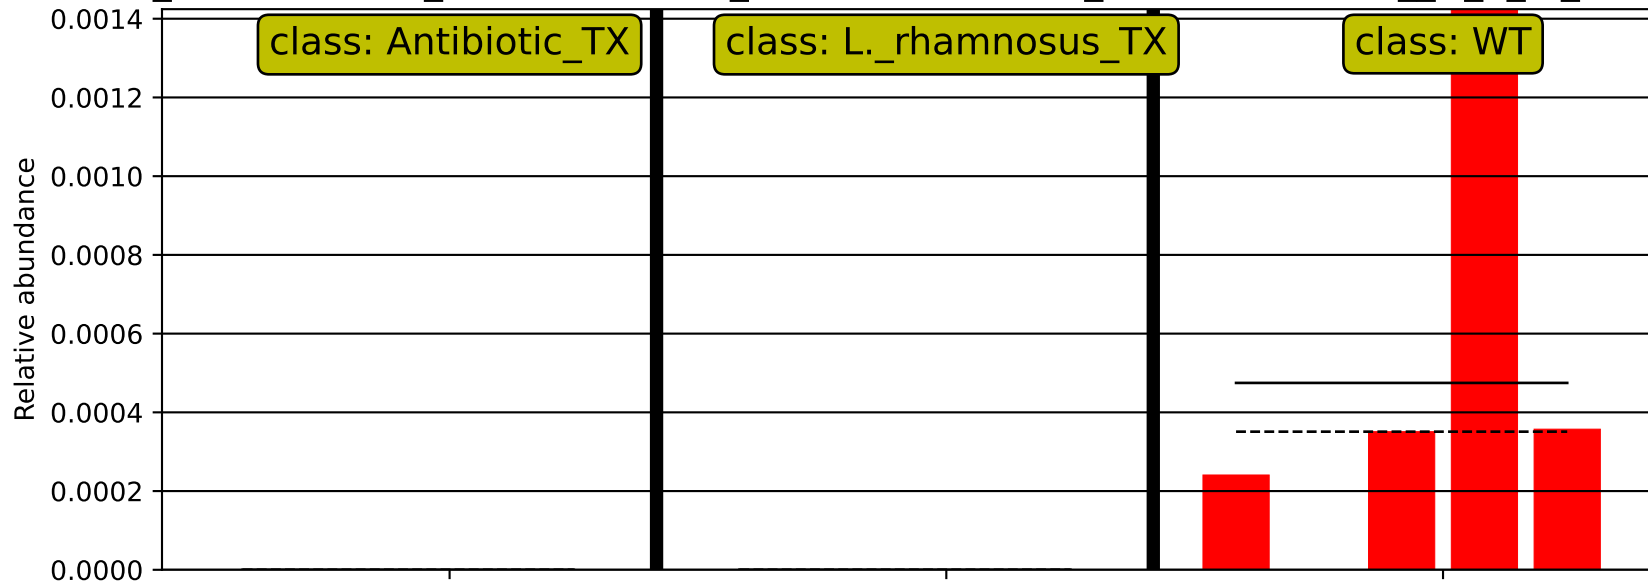 0.0014
class: Antibiotic_TX
class: L._rhamnosus_TX
class: WT
0.0012
0.0010
0.0008
0.0006
0.0004
0.0002
0.0000
Relative abundance